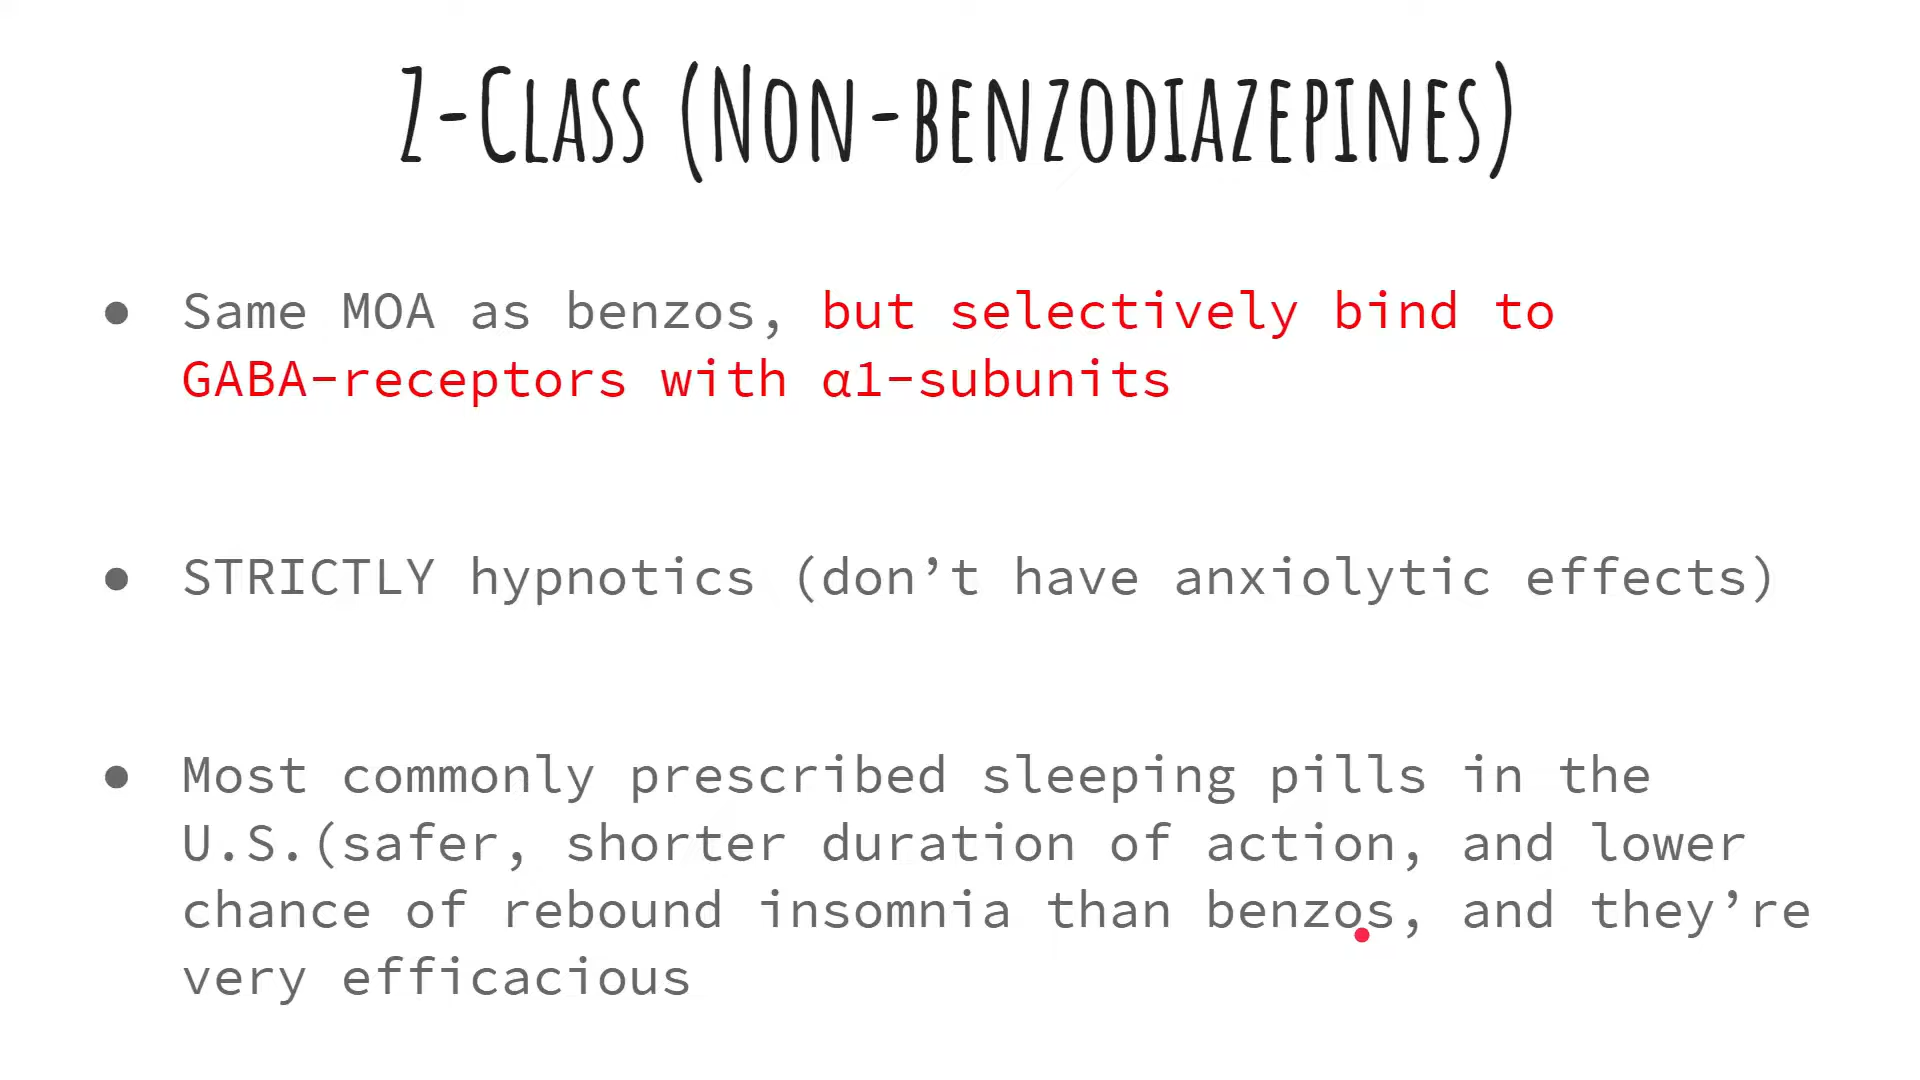 Z-Class (Non-benzodiazepines)
● Same MOA as benzos, but selectively bind to
GABA-receptors with α1-subunits
● STRICTLY hypnotics (don’t have anxiolytic effects)
● Most commonly prescribed sleeping pills in the
U.S.(safer, shorter duration of action, and lower
chance of rebound insomnia than benzos, and they’re
very efficacious